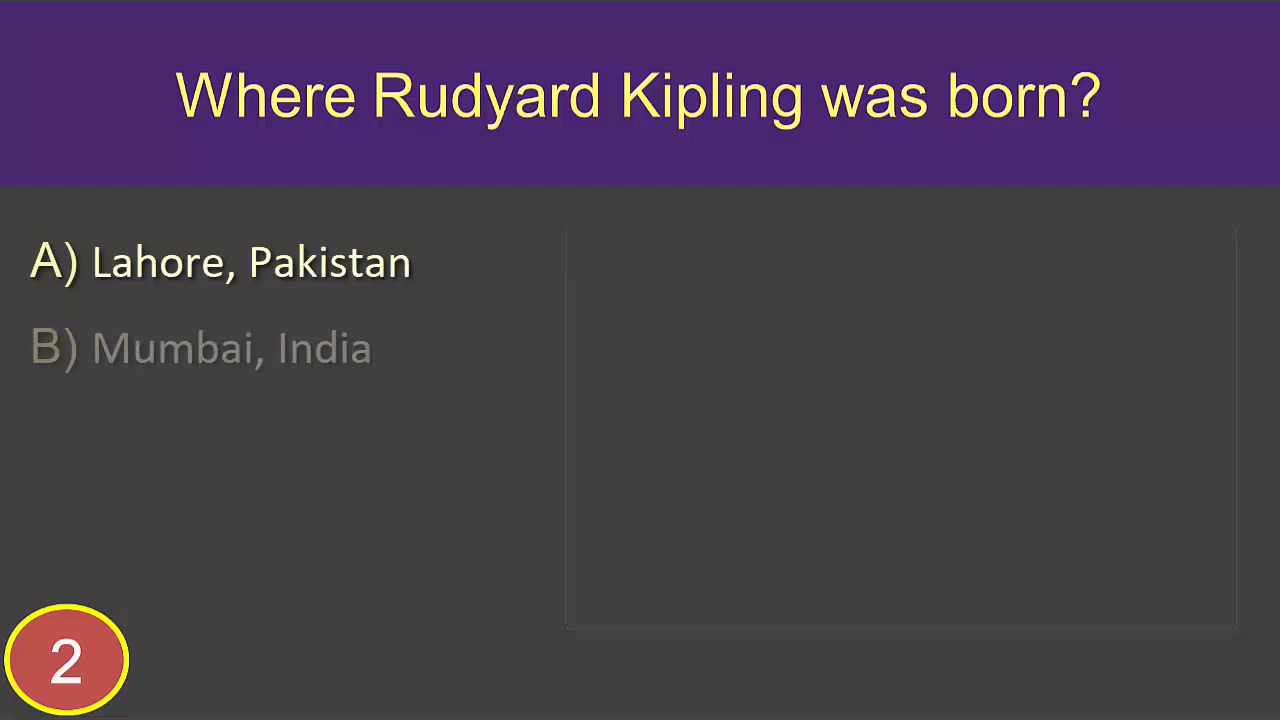 Where Rudyard Kipling was born?
A) Lahore, Pakistan
B) Mumbai, India
2